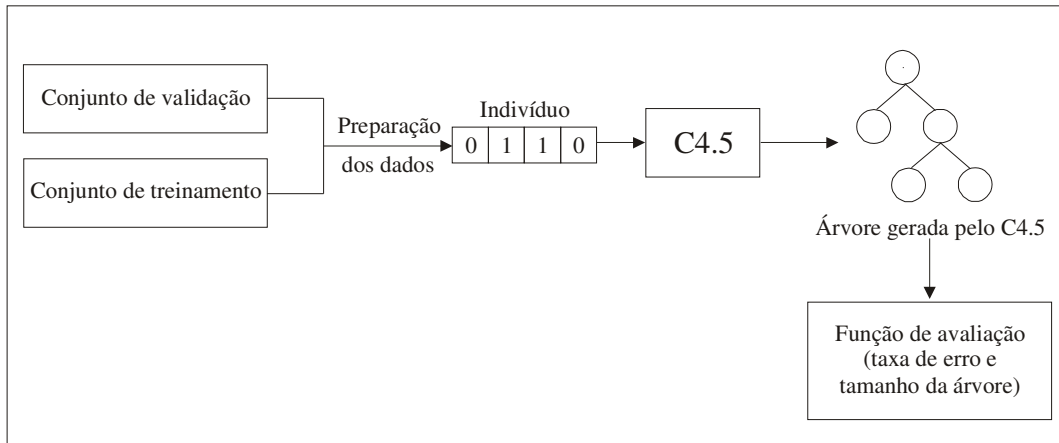 Conjunto de validação
Conjunto de treinamento
Preparação
dos dados
Indivíduo
0 1 1 0
C4.5
Árvore gerada pelo C4.5
Função de avaliação
(taxa de erro e
tamanho da árvore)